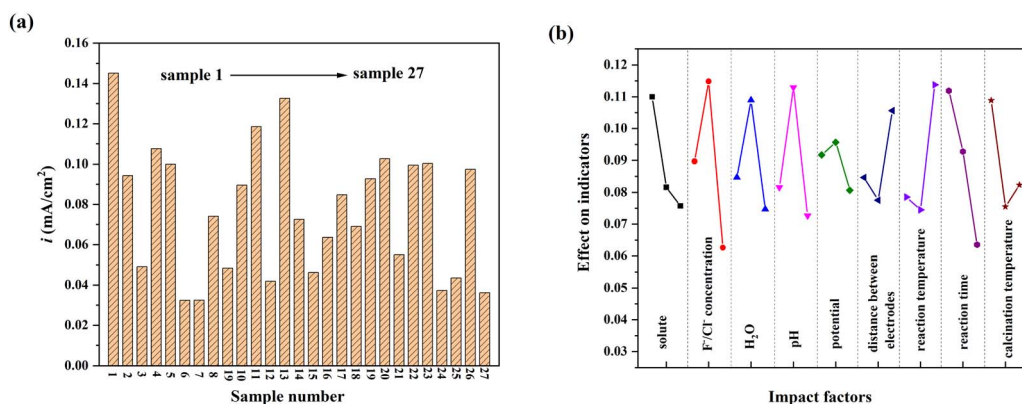 (a)
0.16
0.14
0.12
0.10
0.08
0.06
0.04
0.02
0.00
i (mA/cm²)
sample 1 sample 27
1 2 3 4 5 6 7 8 19 10 11 12 13 14 15 16 17 18 19 20 21 22 23 24 25 26 27
Sample number
(b)
0.12
0.11
0.10
0.09
0.08
0.07
0.06
0.05
0.04
0.03
Effect on indicators
solute
F⁻/Cl⁻ concentration
H₂O
pH
potential
distance between
electrodes
reaction temperature
reaction time
calcination temperature
Impact factors